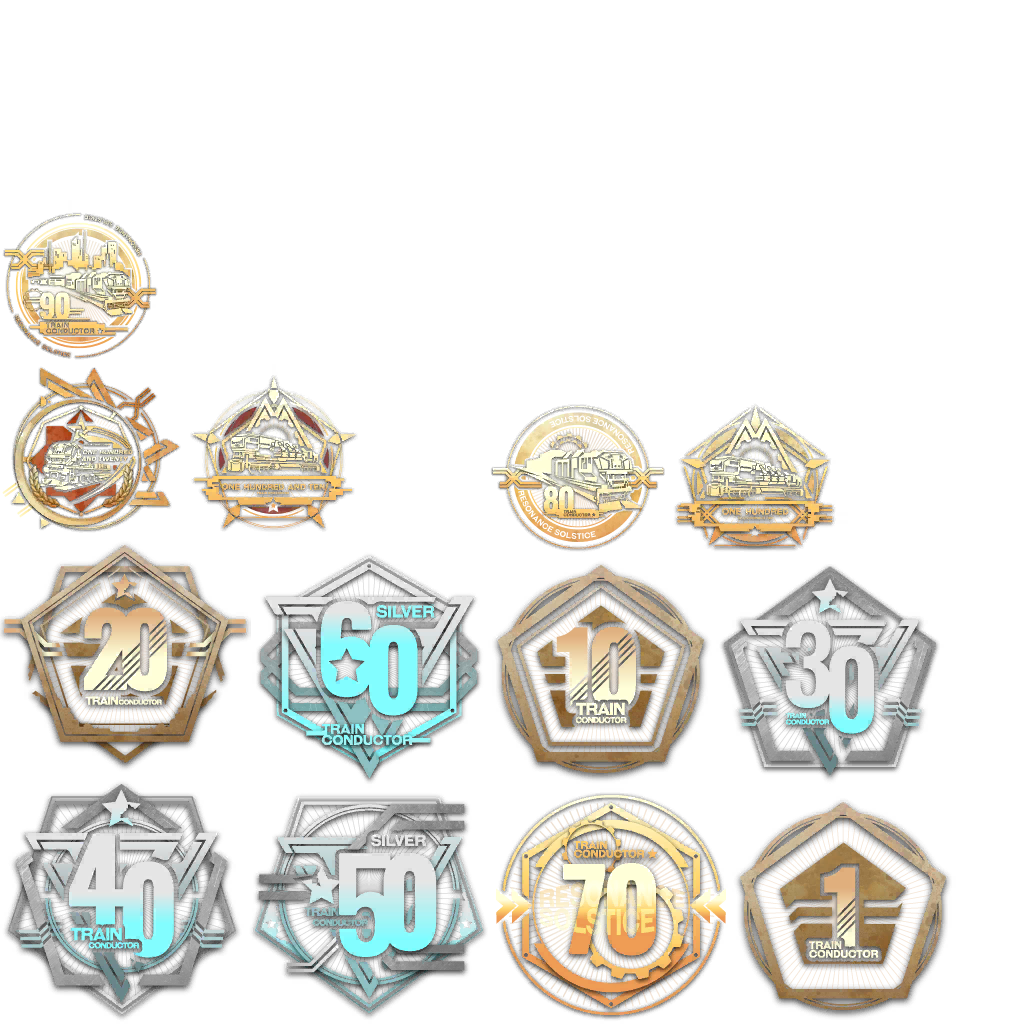 90
TRAIN
CONDUCTOR
ONE HUNDRED
AND TWENTY
ONE HUNDRED AND TEN
RESONANCE SOLSTICE
80
TRAIN
CONDUCTOR
RESONANCE SOLSTICE
ONE HUNDRED
20
TRAIN CONDUCTOR
SILVER
60
TRAIN
CONDUCTOR
10
TRAIN
CONDUCTOR
30
TRAIN
CONDUCTOR
40
TRAIN
CONDUCTOR
SILVER
50
TRAIN
CONDUCTOR
TRAIN
CONDUCTOR
70
1
TRAIN
CONDUCTOR